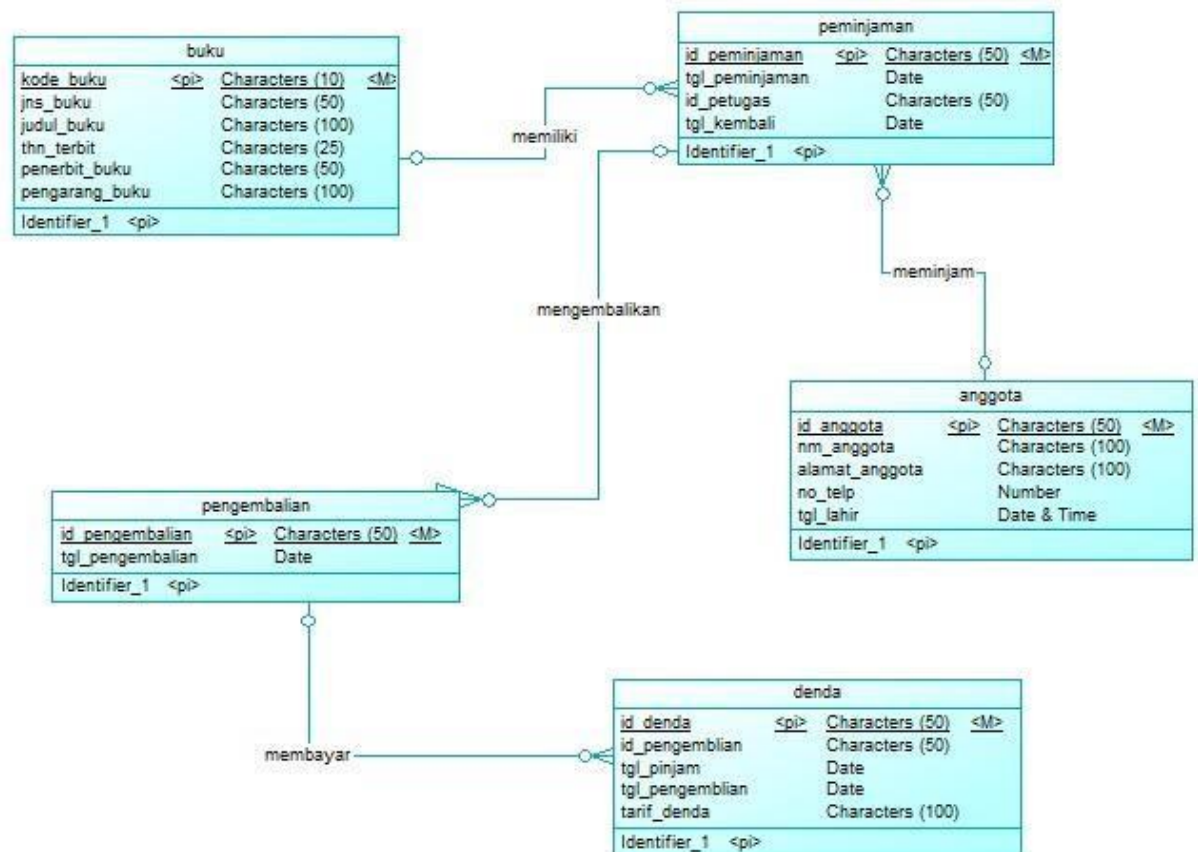 buku
kode_buku <pi> Characters (10) <M>
jns_buku Characters (50)
judul_buku Characters (100)
thn_terbit Characters (25)
penerbit_buku Characters (50)
pengarang_buku Characters (100)
Identifier_1 <pi>
memiliki
peminjaman
id_peminjaman <pi> Characters (50) <M>
tgl_peminjaman Date
id_petugas Characters (50)
tgl_kembali Date
Identifier_1 <pi>
meminjam
mengembalikan
anggota
id_anggota <pi> Characters (50) <M>
nm_anggota Characters (100)
alamat_anggota Characters (100)
no_telp Number
tgl_lahir Date & Time
Identifier_1 <pi>
pengembalian
id_pengembalian <pi> Characters (50) <M>
tgl_pengembalian Date
Identifier_1 <pi>
membayar
denda
id_denda <pi> Characters (50) <M>
id_pengemblian Characters (50)
tgl_pinjam Date
tgl_pengemblian Date
tarif_denda Characters (100)
Identifier_1 <pi>